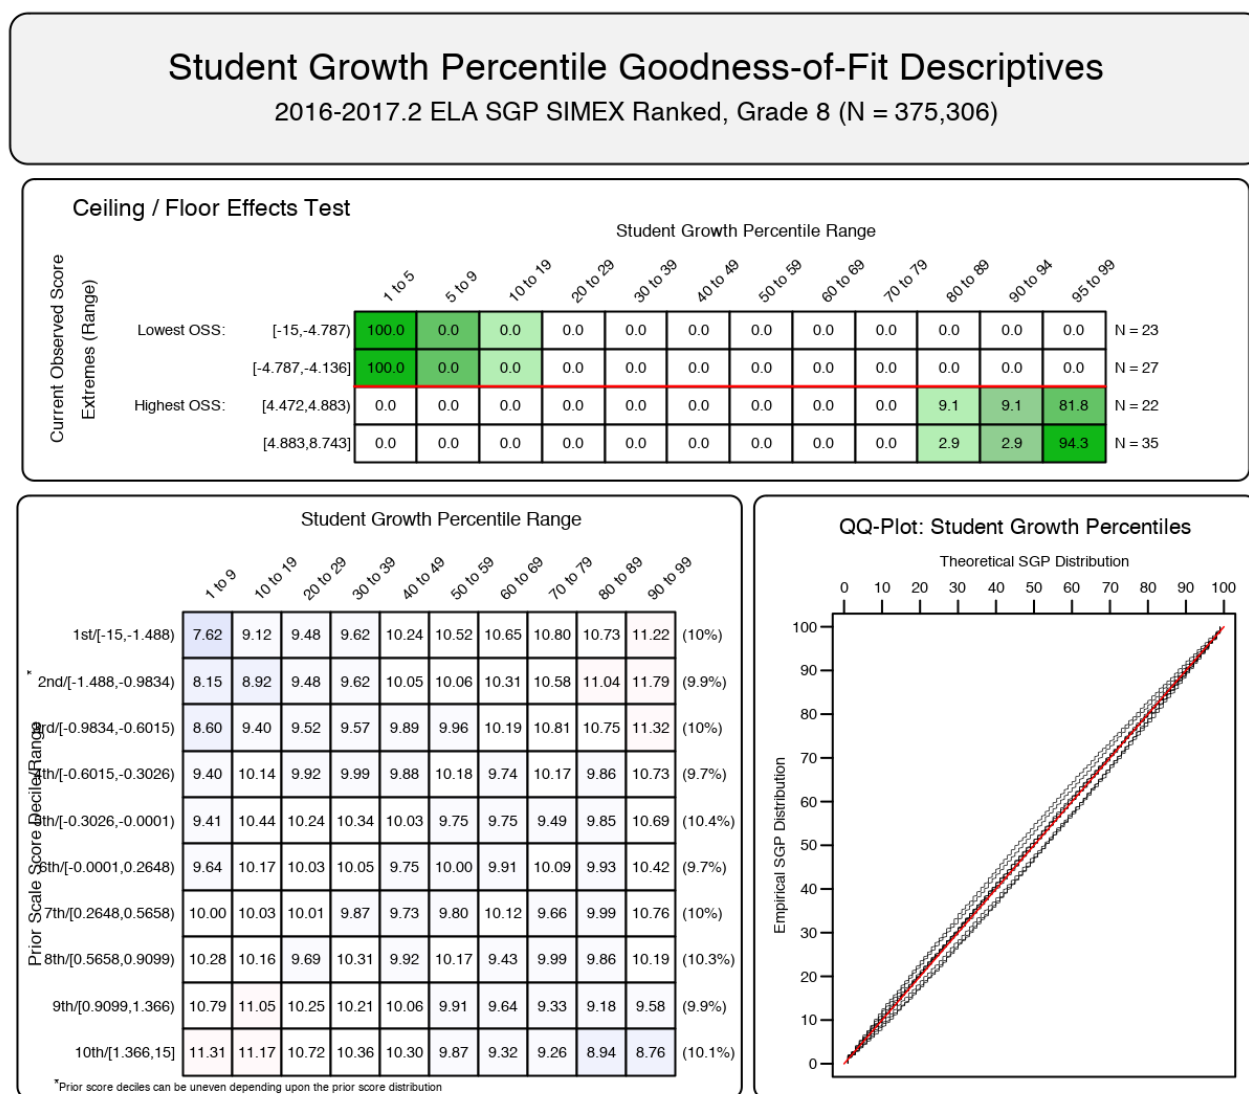 Student Growth Percentile Goodness-of-Fit Descriptives
2016-2017.2 ELA SGP SIMEX Ranked, Grade 8 (N = 375,306)
Ceiling / Floor Effects Test
Student Growth Percentile Range
1 to 5 5 to 9 10 to 19 20 to 29 30 to 39 40 to 49 50 to 59 60 to 69 70 to 79 80 to 89 90 to 94 95 to 99
Current Observed Score
Extremes (Range)
Lowest OSS: [-15,-4.787) 100.0 0.0 0.0 0.0 0.0 0.0 0.0 0.0 0.0 0.0 0.0 0.0 N = 23
[-4.787,-4.136] 100.0 0.0 0.0 0.0 0.0 0.0 0.0 0.0 0.0 0.0 0.0 0.0 N = 27
Highest OSS: [4.472,4.883) 0.0 0.0 0.0 0.0 0.0 0.0 0.0 0.0 0.0 9.1 9.1 81.8 N = 22
[4.883,8.743] 0.0 0.0 0.0 0.0 0.0 0.0 0.0 0.0 0.0 2.9 2.9 94.3 N = 35
Student Growth Percentile Range
1 to 9 10 to 19 20 to 29 30 to 39 40 to 49 50 to 59 60 to 69 70 to 79 80 to 89 90 to 99
* Prior Scale Score Decile/Range
1st/[-15,-1.488) 7.62 9.12 9.48 9.62 10.24 10.52 10.65 10.80 10.73 11.22 (10%)
2nd/[-1.488,-0.9834) 8.15 8.92 9.48 9.62 10.05 10.06 10.31 10.58 11.04 11.79 (9.9%)
3rd/[-0.9834,-0.6015) 8.60 9.40 9.52 9.57 9.89 9.96 10.19 10.81 10.75 11.32 (10%)
4th/[-0.6015,-0.3026) 9.40 10.14 9.92 9.99 9.88 10.18 9.74 10.17 9.86 10.73 (9.7%)
5th/[-0.3026,-0.0001) 9.41 10.44 10.24 10.34 10.03 9.75 9.75 9.49 9.85 10.69 (10.4%)
6th/[-0.0001,0.2648) 9.64 10.17 10.03 10.05 9.75 10.00 9.91 10.09 9.93 10.42 (9.7%)
7th/[0.2648,0.5658) 10.00 10.03 10.01 9.87 9.73 9.80 10.12 9.66 9.99 10.76 (10%)
8th/[0.5658,0.9099) 10.28 10.16 9.69 10.31 9.92 10.17 9.43 9.99 9.86 10.19 (10.3%)
9th/[0.9099,1.366) 10.79 11.05 10.25 10.21 10.06 9.91 9.64 9.33 9.18 9.58 (9.9%)
10th/[1.366,15] 11.31 11.17 10.72 10.36 10.30 9.87 9.32 9.26 8.94 8.76 (10.1%)
*Prior score deciles can be uneven depending upon the prior score distribution
QQ-Plot: Student Growth Percentiles
Theoretical SGP Distribution
0 10 20 30 40 50 60 70 80 90 100
Empirical SGP Distribution
100
90
80
70
60
50
40
30
20
10
0